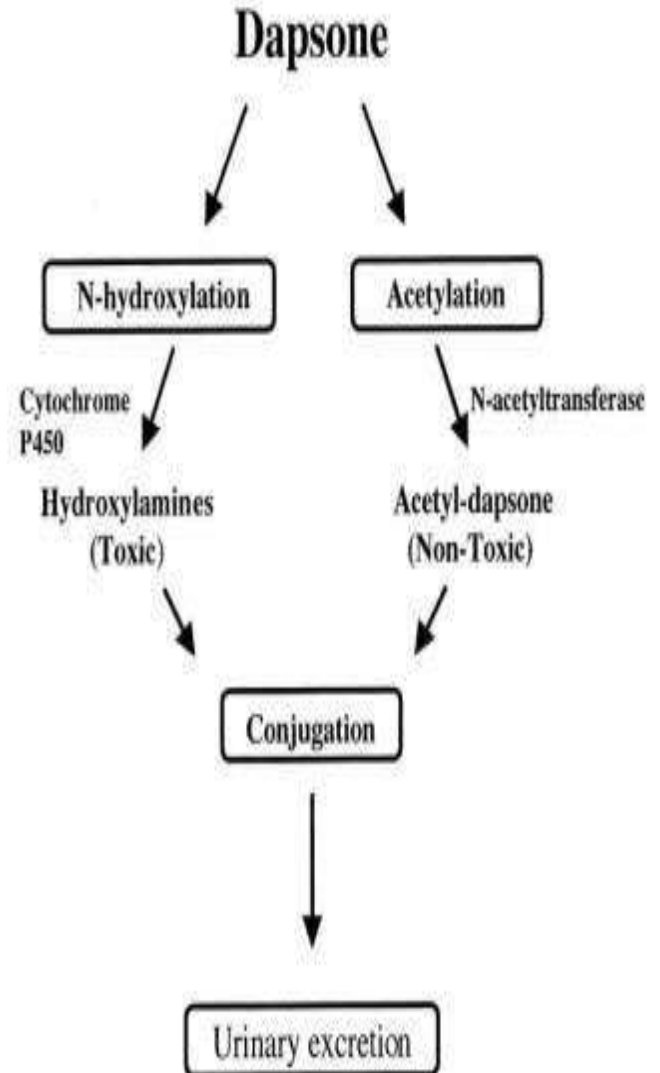 Dapsone
N-hydroxylation
Acetylation
Cytochrome
P450
N-acetyltransferase
Hydroxylamines
(Toxic)
Acetyl-dapsone
(Non-Toxic)
Conjugation
Urinary excretion